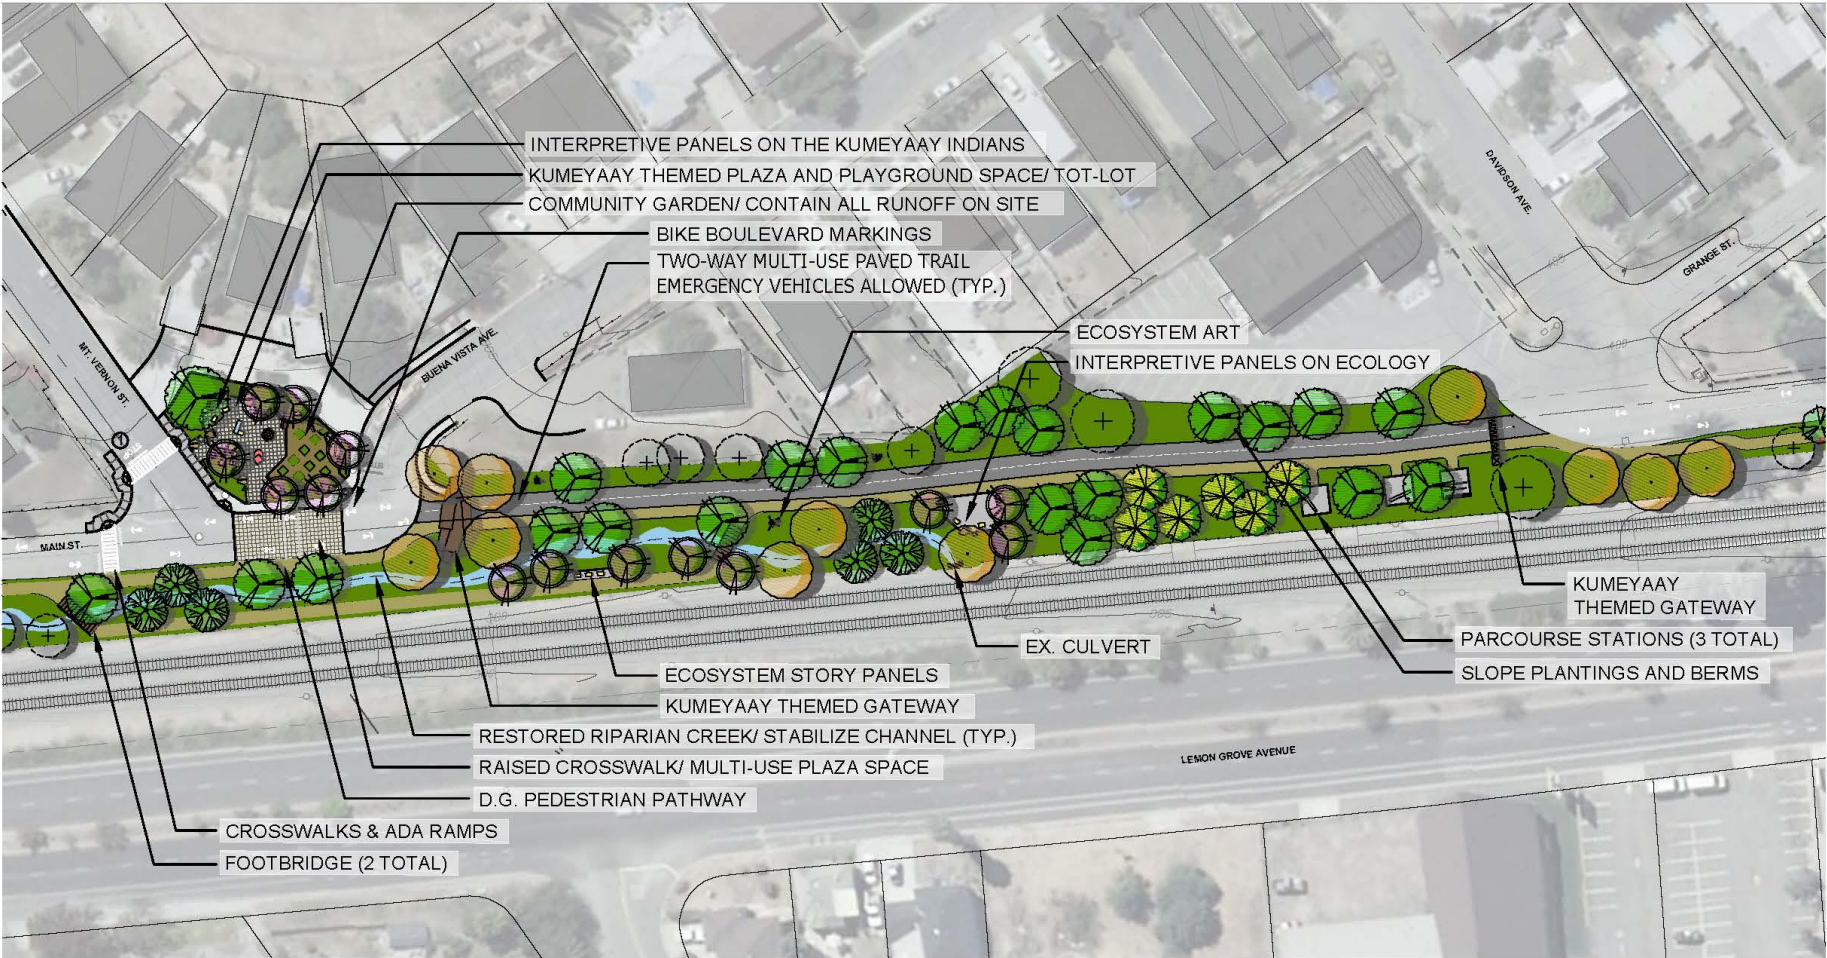 INTERPRETIVE PANELS ON THE KUMEYAAY INDIANS
KUMEYAAY THEMED PLAZA AND PLAYGROUND SPACE/ TOT-LOT
COMMUNITY GARDEN/ CONTAIN ALL RUNOFF ON SITE
BIKE BOULEVARD MARKINGS
TWO-WAY MULTI-USE PAVED TRAIL
EMERGENCY VEHICLES ALLOWED (TYP.)
DAVIDSON AVE.
GRANGE ST.
ECOSYSTEM ART
INTERPRETIVE PANELS ON ECOLOGY
MT. VERNON ST.
BUENA VISTA AVE.
STOP
MAIN ST.
KUMEYAAY
THEMED GATEWAY
PARCOURSE STATIONS (3 TOTAL)
SLOPE PLANTINGS AND BERMS
EX. CULVERT
ECOSYSTEM STORY PANELS
KUMEYAAY THEMED GATEWAY
RESTORED RIPARIAN CREEK/ STABILIZE CHANNEL (TYP.)
RAISED CROSSWALK/ MULTI-USE PLAZA SPACE
D.G. PEDESTRIAN PATHWAY
CROSSWALKS & ADA RAMPS
FOOTBRIDGE (2 TOTAL)
LEMON GROVE AVENUE